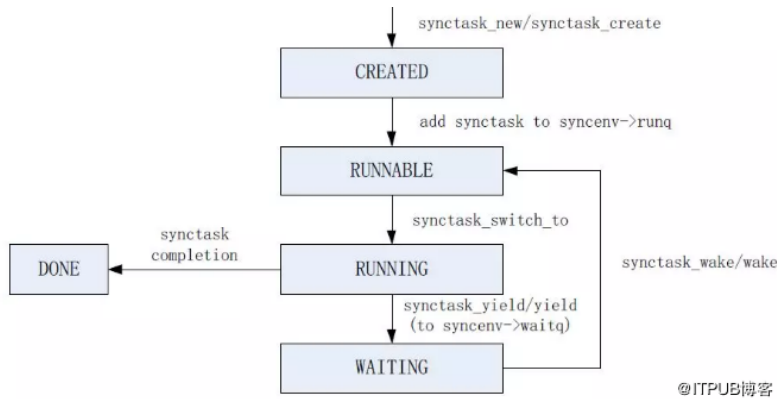 synctask_new/synctask_create
CREATED
add synctask to syncenv->runq
RUNNABLE
synctask_switch_to
synctask
completion
DONE
RUNNING
synctask_wake/wake
synctask_yield/yield
(to syncenv->waitq)
WAITING
@ITPUB博客